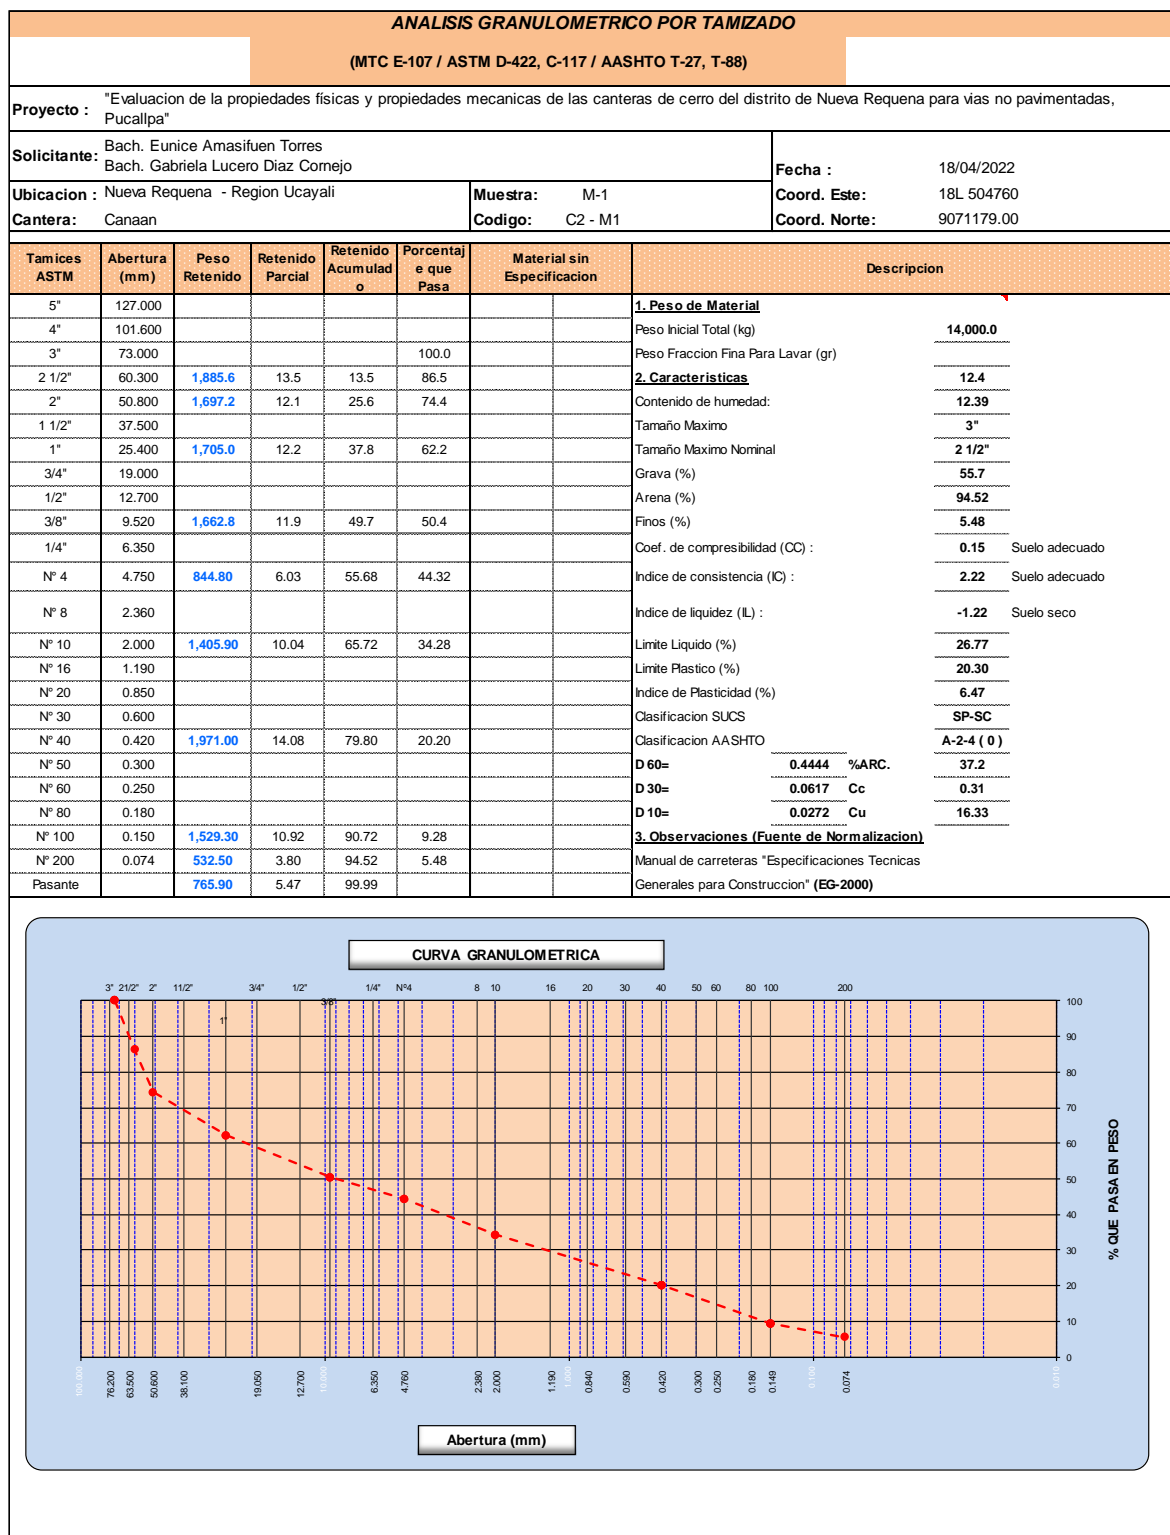 ANALISIS GRANULOMETRICO POR TAMIZADO
(MTC E-107 / ASTM D-422, C-117 / AASHTO T-27, T-88)
Proyecto : "Evaluacion de la propiedades físicas y propiedades mecanicas de las canteras de cerro del distrito de Nueva Requena para vias no pavimentadas,
Pucallpa"
Solicitante: Bach. Eunice Amasifuen Torres
Bach. Gabriela Lucero Diaz Cornejo
Fecha : 18/04/2022
Ubicacion : Nueva Requena - Region Ucayali Muestra: M-1 Coord. Este: 18L 504760
Cantera: Canaan Codigo: C2 - M1 Coord. Norte: 9071179.00
Tamices ASTM Abertura (mm) Peso Retenido Retenido Parcial Retenido Acumulado Porcentaje que Pasa Material sin Especificacion Descripcion
5" 127.000 1. Peso de Material
4" 101.600 Peso Inicial Total (kg) 14,000.0
3" 73.000 100.0 Peso Fraccion Fina Para Lavar (gr)
2 1/2" 60.300 1,885.6 13.5 13.5 86.5 2. Caracteristicas 12.4
2" 50.800 1,697.2 12.1 25.6 74.4 Contenido de humedad: 12.39
1 1/2" 37.500 Tamaño Maximo 3"
1" 25.400 1,705.0 12.2 37.8 62.2 Tamaño Maximo Nominal 2 1/2"
3/4" 19.000 Grava (%) 55.7
1/2" 12.700 Arena (%) 94.52
3/8" 9.520 1,662.8 11.9 49.7 50.4 Finos (%) 5.48
1/4" 6.350 Coef. de compresibilidad (CC) : 0.15 Suelo adecuado
Nº 4 4.750 844.80 6.03 55.68 44.32 Indice de consistencia (IC) : 2.22 Suelo adecuado
Nº 8 2.360 Indice de liquidez (IL) : -1.22 Suelo seco
Nº 10 2.000 1,405.90 10.04 65.72 34.28 Limite Liquido (%) 26.77
Nº 16 1.190 Limite Plastico (%) 20.30
Nº 20 0.850 Indice de Plasticidad (%) 6.47
Nº 30 0.600 Clasificacion SUCS SP-SC
Nº 40 0.420 1,971.00 14.08 79.80 20.20 Clasificacion AASHTO A-2-4 ( 0 )
Nº 50 0.300 D 60= 0.4444 %ARC. 37.2
Nº 60 0.250 D 30= 0.0617 Cc 0.31
Nº 80 0.180 D 10= 0.0272 Cu 16.33
Nº 100 0.150 1,529.30 10.92 90.72 9.28 3. Observaciones (Fuente de Normalizacion)
Nº 200 0.074 532.50 3.80 94.52 5.48 Manual de carreteras "Especificaciones Tecnicas
Pasante 765.90 5.47 99.99 Generales para Construccion" (EG-2000)
CURVA GRANULOMETRICA
3" 21/2" 2" 11/2" 1" 3/4" 1/2" 3/8" 1/4" Nº4 8 10 16 20 30 40 50 60 80 100 200
100
90
80
70
60
50
40
30
20
10
0
% QUE PASA EN PESO
100.000 76.200 63.500 50.600 38.100 19.050 12.700 10.000 6.350 4.760 2.380 2.000 1.190 1.000 0.840 0.590 0.420 0.300 0.250 0.180 0.149 0.100 0.074 0.010
Abertura (mm)